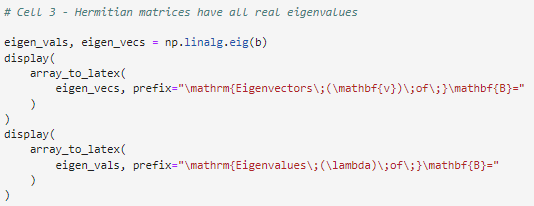 # Cell 3 - Hermitian matrices have all real eigenvalues

eigen_vals, eigen_vecs = np.linalg.eig(b)
display(
    array_to_latex(
        eigen_vecs, prefix="\mathrm{Eigenvectors\;(\mathbf{v})\;of\;}\mathbf{B}="
    )
)
display(
    array_to_latex(
        eigen_vals, prefix="\mathrm{Eigenvalues\;(\lambda)\;of\;}\mathbf{B}="
    )
)